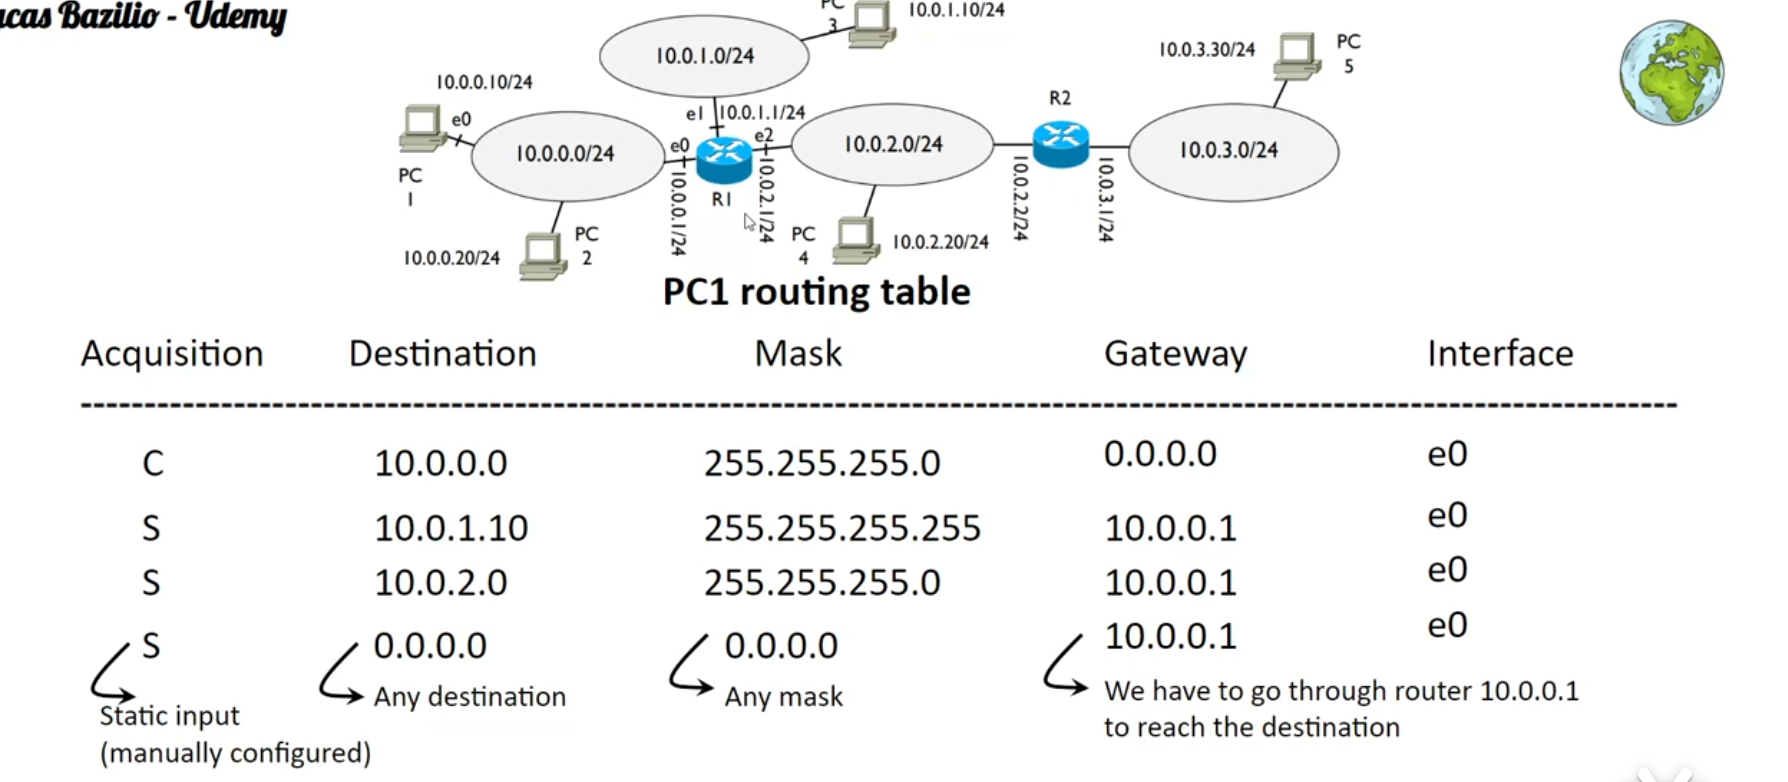 ucas Bazilio - Udemy
PC
3
10.0.1.10/24
10.0.1.0/24
10.0.3.30/24
PC
5
10.0.0.10/24
e0
e1
10.0.1.1/24
R2
10.0.0.0/24
e0
e2
10.0.2.0/24
10.0.3.0/24
PC
1
R1
10.0.0.1/24
10.0.2.1/24
10.0.2.2/24
10.0.3.1/24
10.0.0.20/24
PC
2
PC
4
10.0.2.20/24
PC1 routing table
Acquisition Destination Mask Gateway Interface
C 10.0.0.0 255.255.255.0 0.0.0.0 e0
S 10.0.1.10 255.255.255.255 10.0.0.1 e0
S 10.0.2.0 255.255.255.0 10.0.0.1 e0
S 0.0.0.0 0.0.0.0 10.0.0.1 e0
Static input
(manually configured)
Any destination
Any mask
We have to go through router 10.0.0.1
to reach the destination